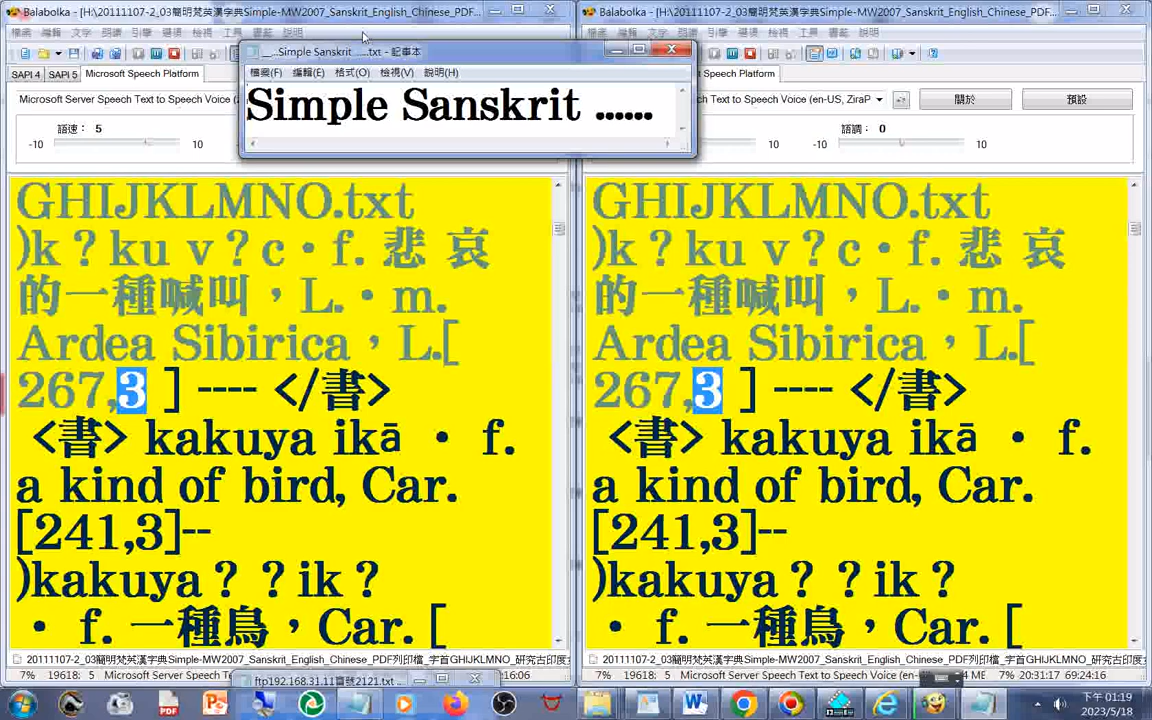 Balabolka - [H:\20111107-2_03簡明梵英漢字典Simple-MW2007_Sanskrit_English_Chinese_PDF...
Balabolka - [H:\20111107-2_03簡明梵英漢字典Simple-MW2007_Sanskrit_English_Chinese_PDF...
__...Simple Sanskrit ......txt - 記事本
檔案(F) 編輯(E) 格式(O) 檢視(V) 說明(H)
Simple Sanskrit ......
SAPI 4 SAPI 5 Microsoft Speech Platform
Speech Platform
Microsoft Server Speech Text to Speech Voice (
t to Speech Voice (en-US, ZiraP
關於
預設
語速： 5
-10 10
10
語調： 0
-10 10
GHIJKLMNO.txt
)k？ku v？c‧f. 悲 哀
的一種喊叫，L.‧m.
Ardea Sibirica，L.[
267,3 ] ---- </書>
<書> kakuya ikā ‧ f.
a kind of bird, Car.
[241,3]--
)kakuya？？ik？
‧ f. 一種鳥，Car. [
GHIJKLMNO.txt
)k？ku v？c‧f. 悲 哀
的一種喊叫，L.‧m.
Ardea Sibirica，L.[
267,3 ] ---- </書>
<書> kakuya ikā ‧ f.
a kind of bird, Car.
[241,3]--
)kakuya？？ik？
‧ f. 一種鳥，Car. [
20111107-2_03簡明梵英漢字典Simple-MW2007_Sanskrit_English_Chinese_PDF列印檔_字首GHIJKLMNO_研究古印度
20111107-2_03簡明梵英漢字典Simple-MW2007_Sanskrit_English_Chinese_PDF列印檔_字首GHIJKLMNO_研究古印度
7% 19618: 5 Microsoft Speech
16:06
7% 19618: 5 Microsoft Server Speech Text to Speech Voice (en-
20:31:17 69:24:16
下午 01:19
2023/5/18